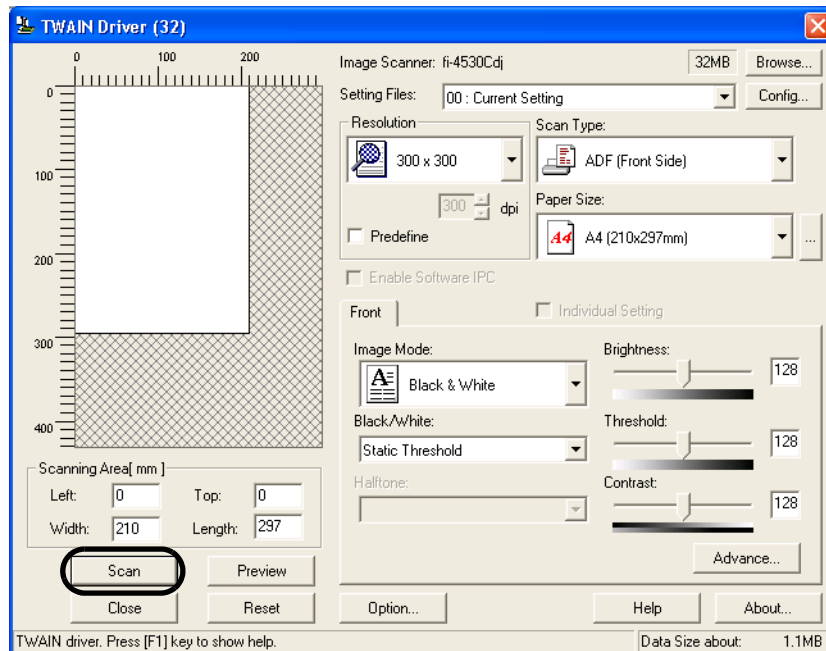 TWAIN Driver (32)
0 100 200
0
100
200
300
400
Image Scanner: fi-4530Cdj 32MB Browse...
Setting Files: 00 : Current Setting Config...
Resolution
300 x 300
300 dpi
Predefine
Scan Type:
ADF (Front Side)
Paper Size:
A4 A4 (210x297mm) ...
Enable Software IPC
Front Individual Setting
Image Mode:
A Black & White
Black/White:
Static Threshold
Halftone:
Brightness:
128
Threshold:
128
Contrast:
128
Advance...
Scanning Area[ mm ]
Left: 0 Top: 0
Width: 210 Length: 297
Scan Preview
Close Reset Option... Help About...
TWAIN driver. Press [F1] key to show help. Data Size about: 1.1MB